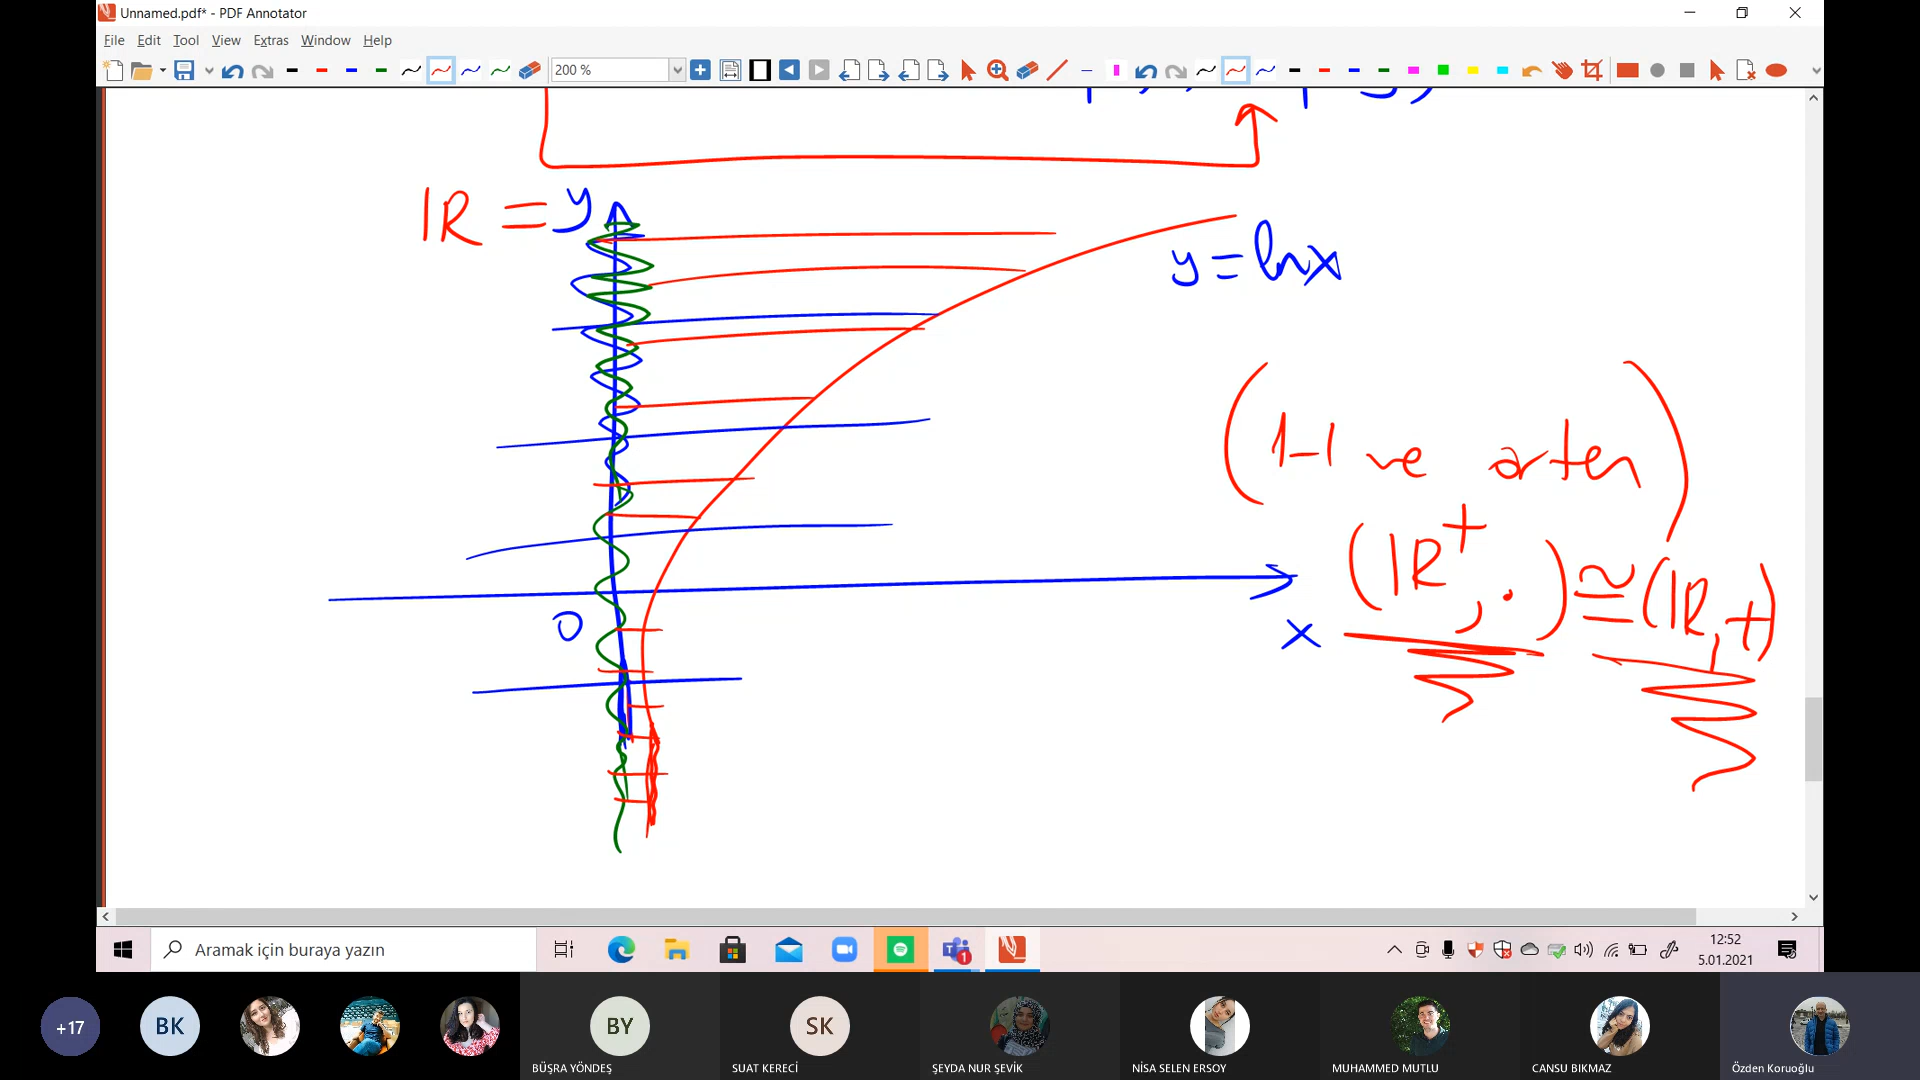 Unnamed.pdf* - PDF Annotator
File Edit Tool View Extras Window Help
200 %
IR = y
y = lnx
(1-1 ve örten)
(IR⁺, ·) ≅ (IR, +)
0
x
Aramak için buraya yazın
1
12:52
5.01.2021
+17
BK
BY
SK
BÜŞRA YÖNDEŞ
SUAT KERECİ
ŞEYDA NUR ŞEVİK
NİSA SELEN ERSOY
MUHAMMED MUTLU
CANSU BIKMAZ
Özden Koruoğlu